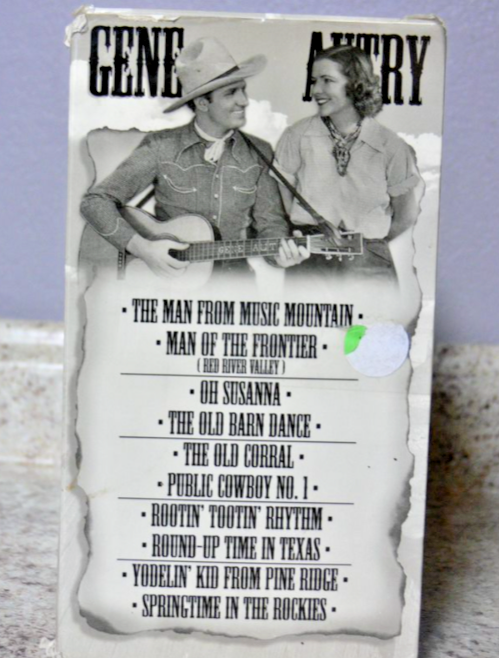 GENE AUTRY
· THE MAN FROM MUSIC MOUNTAIN ·
· MAN OF THE FRONTIER ·
( RED RIVER VALLEY )
· OH SUSANNA ·
· THE OLD BARN DANCE ·
· THE OLD CORRAL ·
· PUBLIC COWBOY NO. 1 ·
· ROOTIN' TOOTIN' RHYTHM ·
· ROUND-UP TIME IN TEXAS ·
· YODELIN' KID FROM PINE RIDGE ·
· SPRINGTIME IN THE ROCKIES ·